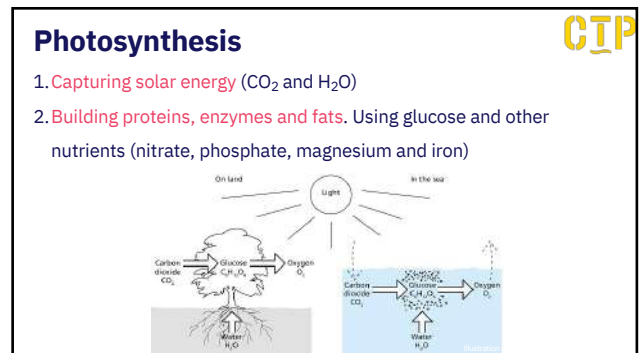 Photosynthesis
CTP
1. Capturing solar energy (CO₂ and H₂O)
2. Building proteins, enzymes and fats. Using glucose and other
nutrients (nitrate, phosphate, magnesium and iron)
On land
Light
In the sea
Carbon
dioxide
CO₂
Glucose
C₆H₁₂O₆
Oxygen
O₂
Water
H₂O
Carbon
dioxide
CO₂
Glucose
C₆H₁₂O₆
Oxygen
O₂
Water
H₂O
Illustration